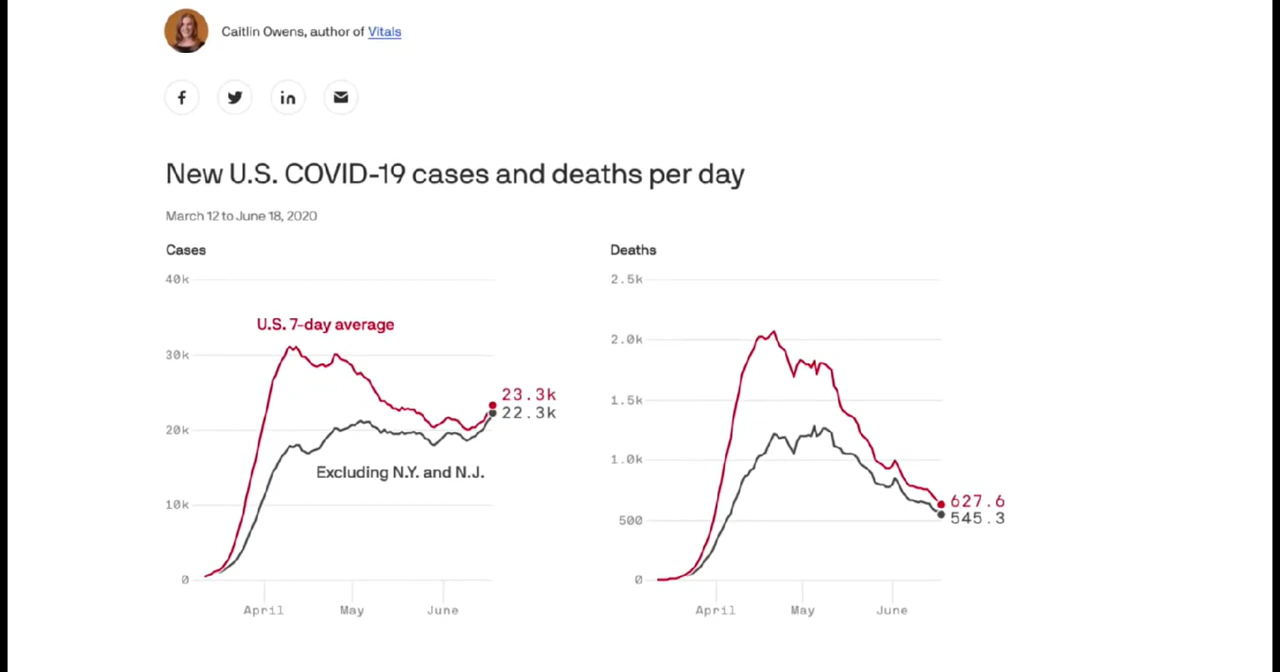 Caitlin Owens, author of Vitals
New U.S. COVID-19 cases and deaths per day
March 12 to June 18, 2020
Cases
40k
U.S. 7-day average
30k
23.3k
22.3k
20k
Excluding N.Y. and N.J.
10k
0
April May June
Deaths
2.5k
2.0k
1.5k
1.0k
627.6
545.3
500
0
April May June